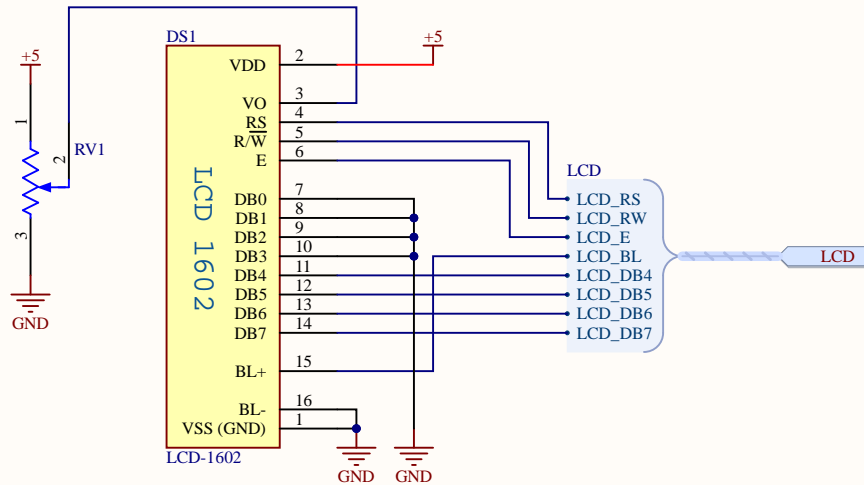 +5
1
2
RV1
3
GND
DS1
LCD 1602
VDD 2
+5
VO 3
RS 4
R/W 5
E 6
DB0 7
DB1 8
DB2 9
DB3 10
DB4 11
DB5 12
DB6 13
DB7 14
BL+ 15
BL- 16
VSS (GND) 1
LCD-1602
GND
GND
LCD
LCD_RS
LCD_RW
LCD_E
LCD_BL
LCD_DB4
LCD_DB5
LCD_DB6
LCD_DB7
LCD